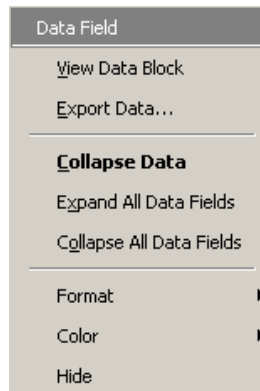 Data Field
View Data Block
Export Data...
Collapse Data
Expand All Data Fields
Collapse All Data Fields
Format
Color
Hide